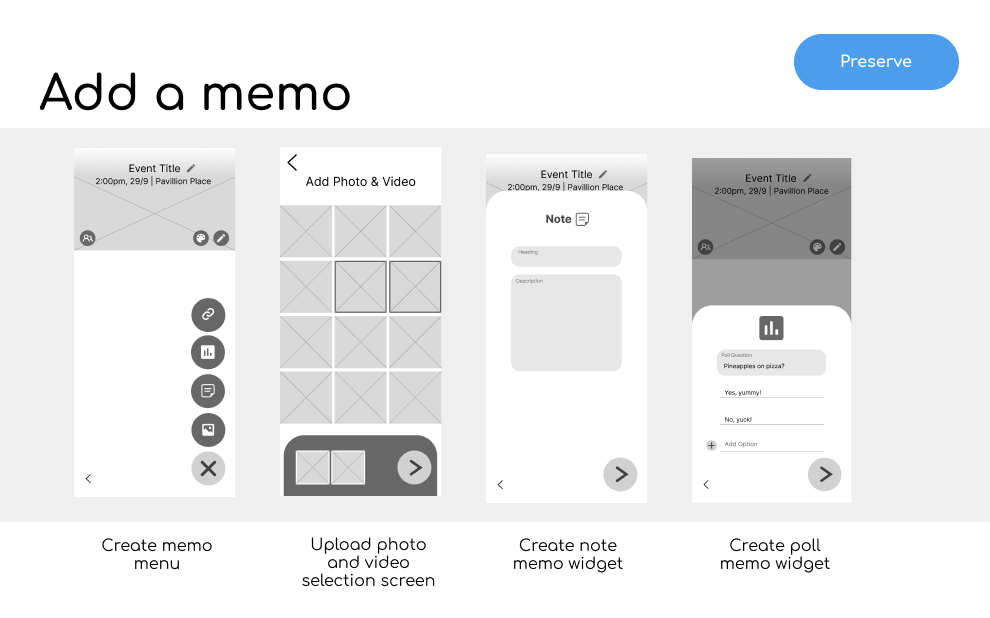 Preserve
Add a memo
Event Title
2:00pm, 29/9 | Pavillion Place
Add Photo & Video
Event Title
2:00pm, 29/9 | Pavillion Place
Note
Heading
Description
Event Title
2:00pm, 29/9 | Pavillion Place
Poll Question
Pineapples on pizza?
Yes, yummy!
No, yuck!
Add Option
Create memo
menu
Upload photo
and video
selection screen
Create note
memo widget
Create poll
memo widget